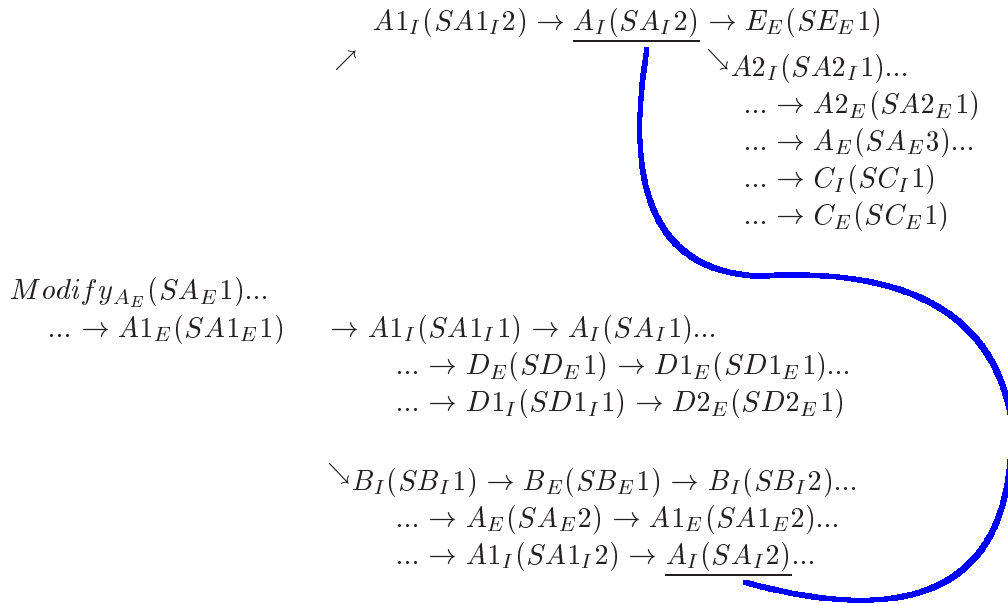 A1_I(SA1_I2) → A_I(SA_I2) → E_E(SE_E1)
↗ ↘A2_I(SA2_I1)...
... → A2_E(SA2_E1)
... → A_E(SA_E3)...
... → C_I(SC_I1)
... → C_E(SC_E1)
Modify_{A_E}(SA_E1)...
... → A1_E(SA1_E1) → A1_I(SA1_I1) → A_I(SA_I1)...
... → D_E(SD_E1) → D1_E(SD1_E1)...
... → D1_I(SD1_I1) → D2_E(SD2_E1)
↘B_I(SB_I1) → B_E(SB_E1) → B_I(SB_I2)...
... → A_E(SA_E2) → A1_E(SA1_E2)...
... → A1_I(SA1_I2) → A_I(SA_I2)...